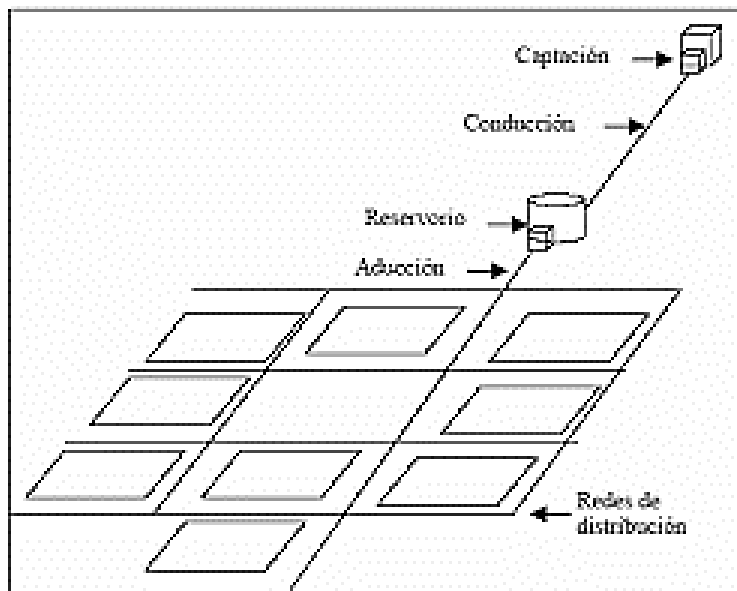 Captación
Conducción
Reservorio
Aducción
Redes de
distribución